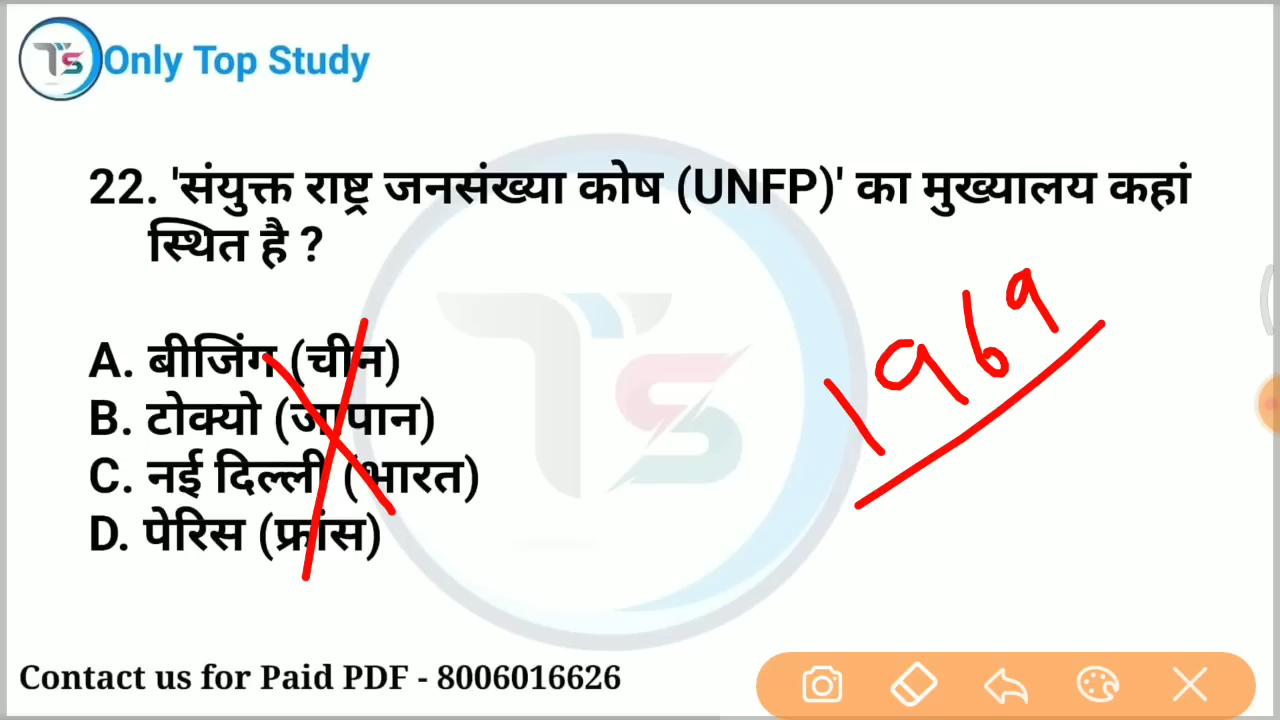 Only Top Study
22. 'संयुक्त राष्ट्र जनसंख्या कोष (UNFP)' का मुख्यालय कहां
स्थित है ?
1969
A. बीजिंग (चीन)
B. टोक्यो (जापान)
C. नई दिल्ली (भारत)
D. पेरिस (फ्रांस)
Contact us for Paid PDF - 8006016626